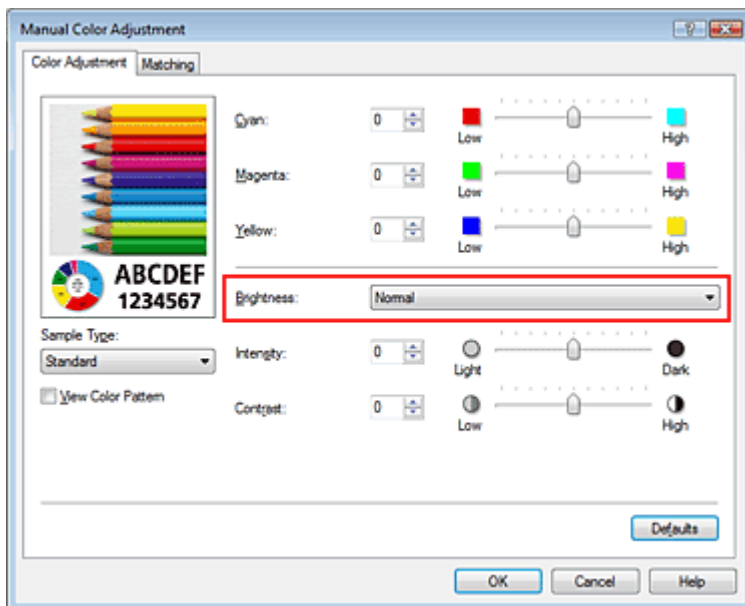 Manual Color Adjustment
Color Adjustment
Matching
Cyan: 0 Low High
Magenta: 0 Low High
Yellow: 0 Low High
ABCDEF
1234567
Brightness: Normal
Sample Type:
Standard
View Color Pattern
Intensity: 0 Light Dark
Contrast: 0 Low High
Defaults
OK Cancel Help